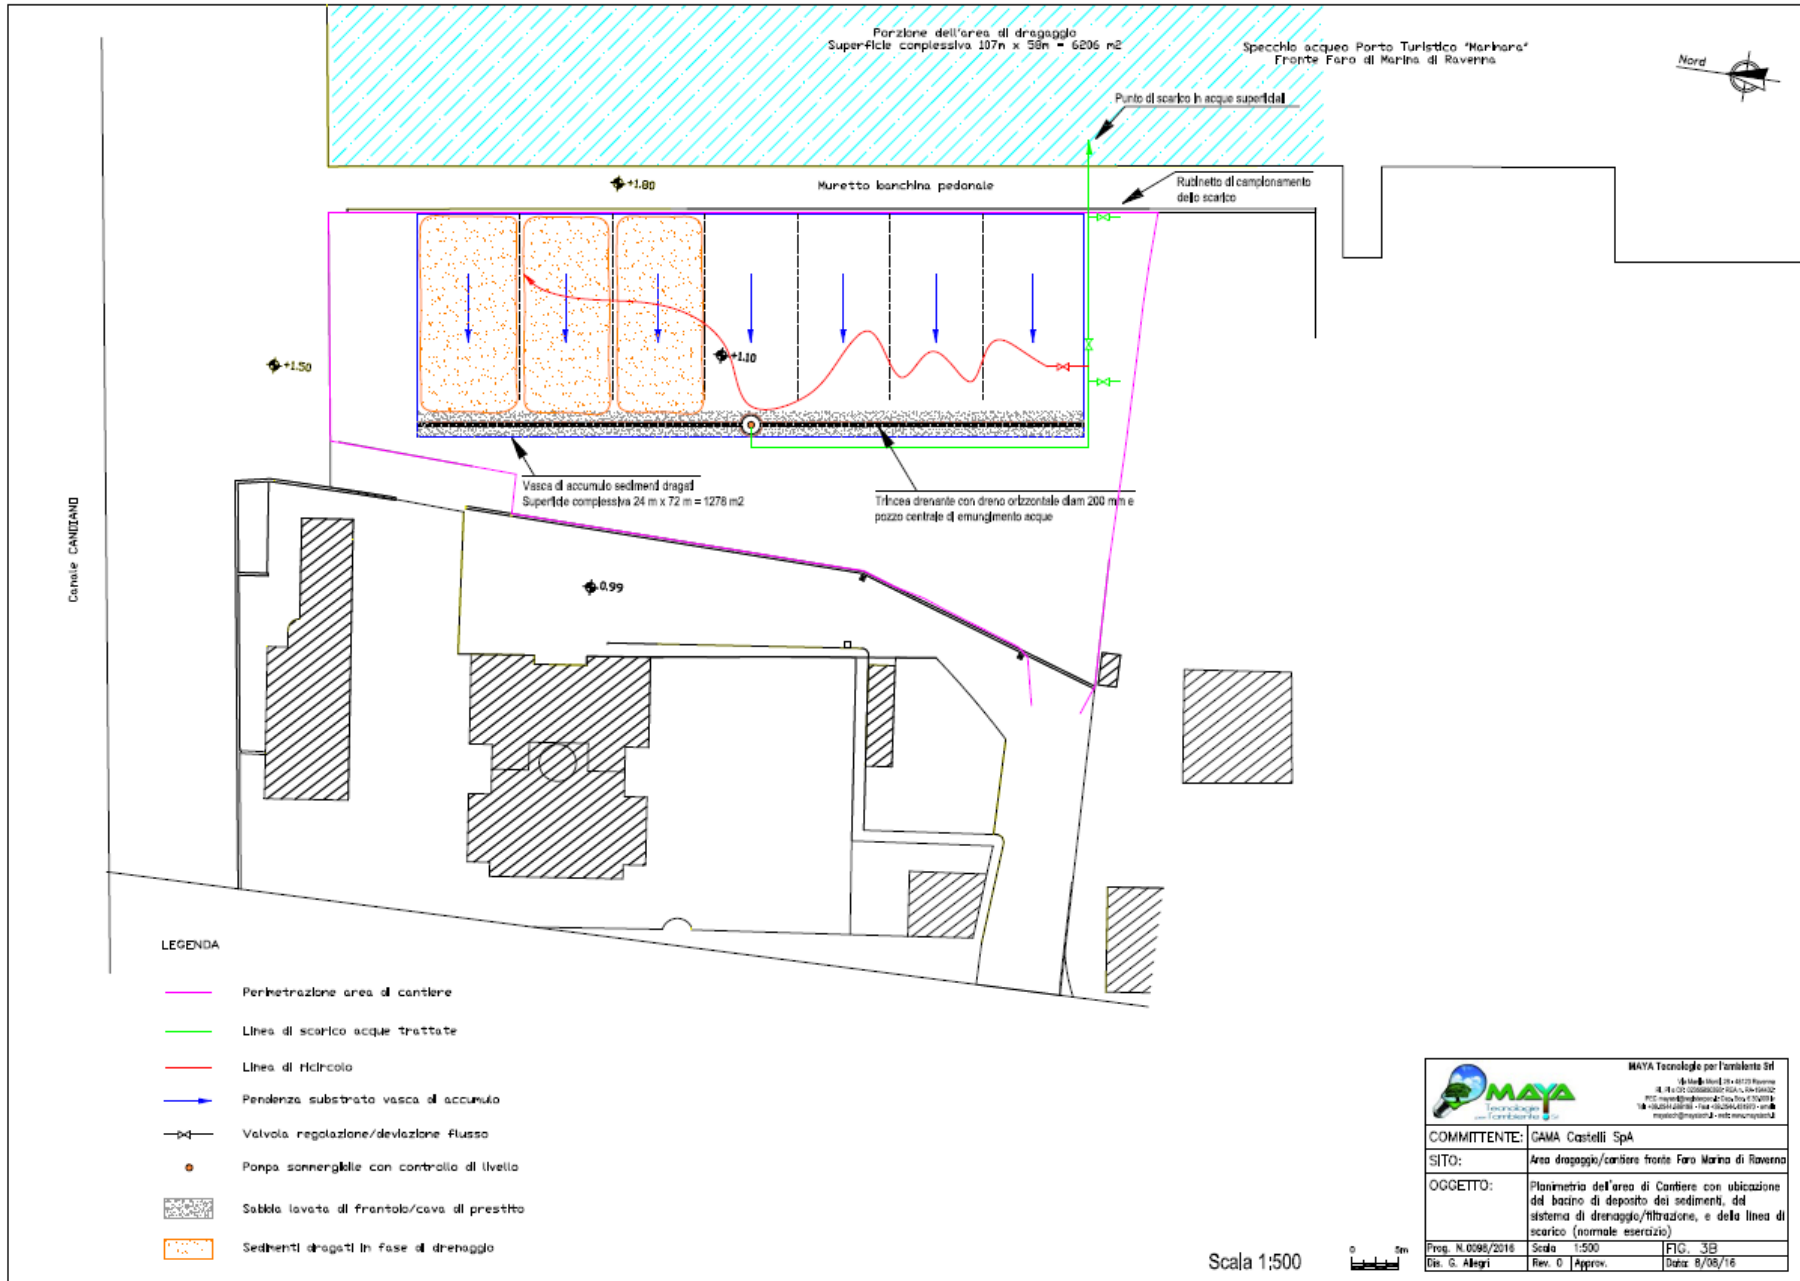 Porzione dell'area di dragaggio
Superficie complessiva 107m x 58m = 6206 m2
Specchio acqueo Porto Turistico "Marinara"
Fronte Faro di Marina di Ravenna
Nord
Punto di scarico in acque superficiali
+1.80
Muretto banchina pedonale
Rubinetto di campionamento
dello scarico
+1.50
+1.10
Vasca di accumulo sedimenti dragati
Superficie complessiva 24 m x 72 m = 1278 m2
Trincea drenante con dreno orizzontale diam 200 mm e
pozzo centrale di emungimento acque
Canale CANDIANO
0.99
LEGENDA
Perimetrazione area di cantiere
Linea di scarico acque trattate
Linea di ricircolo
Pendenza substrato vasca di accumulo
Valvola regolazione/deviazione flusso
Pompa sommergibile con controllo di livello
Sabbia lavata di frantoio/cava di prestito
Sedimenti dragati in fase di drenaggio
Scala 1:500
0 5m
MAYA
Tecnologie
per l'ambiente Srl
MAYA Tecnologie per l'ambiente Srl
COMMITTENTE: GAMA Castelli SpA
SITO: Area dragaggio/cantiere fronte Faro Marina di Ravenna
OGGETTO: Planimetria dell'area di Cantiere con ubicazione
del bacino di deposito dei sedimenti, del
sistema di drenaggio/filtrazione, e della linea di
scarico (normale esercizio)
Prog. N.0098/2016 Scala 1:500 FIG. 3B
Dis. G. Allegri Rev. 0 Approv. Data: 8/08/16